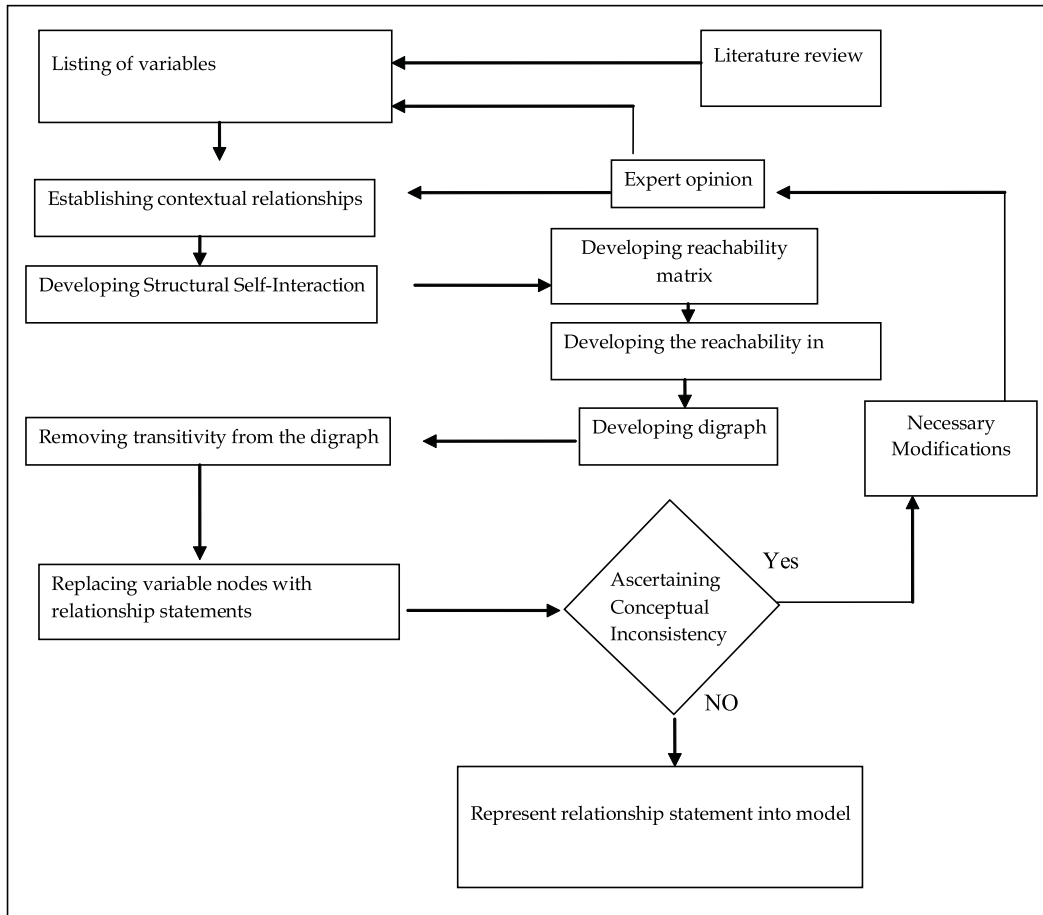 Listing of variables
Literature review
Expert opinion
Establishing contextual relationships
Developing Structural Self-Interaction
Developing reachability
matrix
Developing the reachability in
Developing digraph
Removing transitivity from the digraph
Necessary
Modifications
Replacing variable nodes with
relationship statements
Ascertaining
Conceptual
Inconsistency
Yes
NO
Represent relationship statement into model